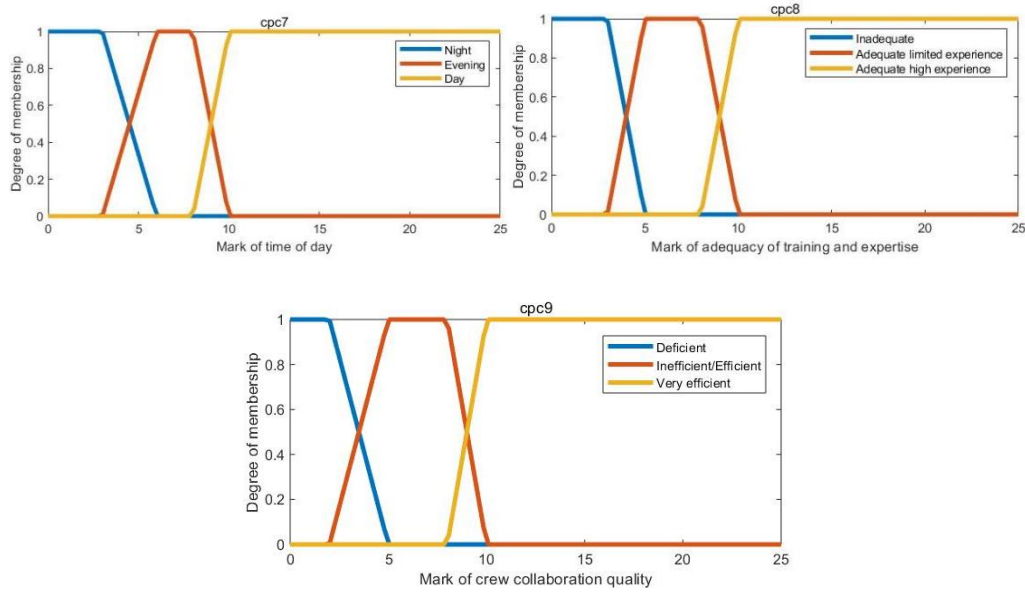 cpc7
Degree of membership
1
0.8
0.6
0.4
0.2
0
Night
Evening
Day
0 5 10 15 20 25
Mark of time of day
cpc8
Degree of membership
1
0.8
0.6
0.4
0.2
0
Inadequate
Adequate limited experience
Adequate high experience
0 5 10 15 20 25
Mark of adequacy of training and expertise
cpc9
Degree of membership
1
0.8
0.6
0.4
0.2
0
Deficient
Inefficient/Efficient
Very efficient
0 5 10 15 20 25
Mark of crew collaboration quality